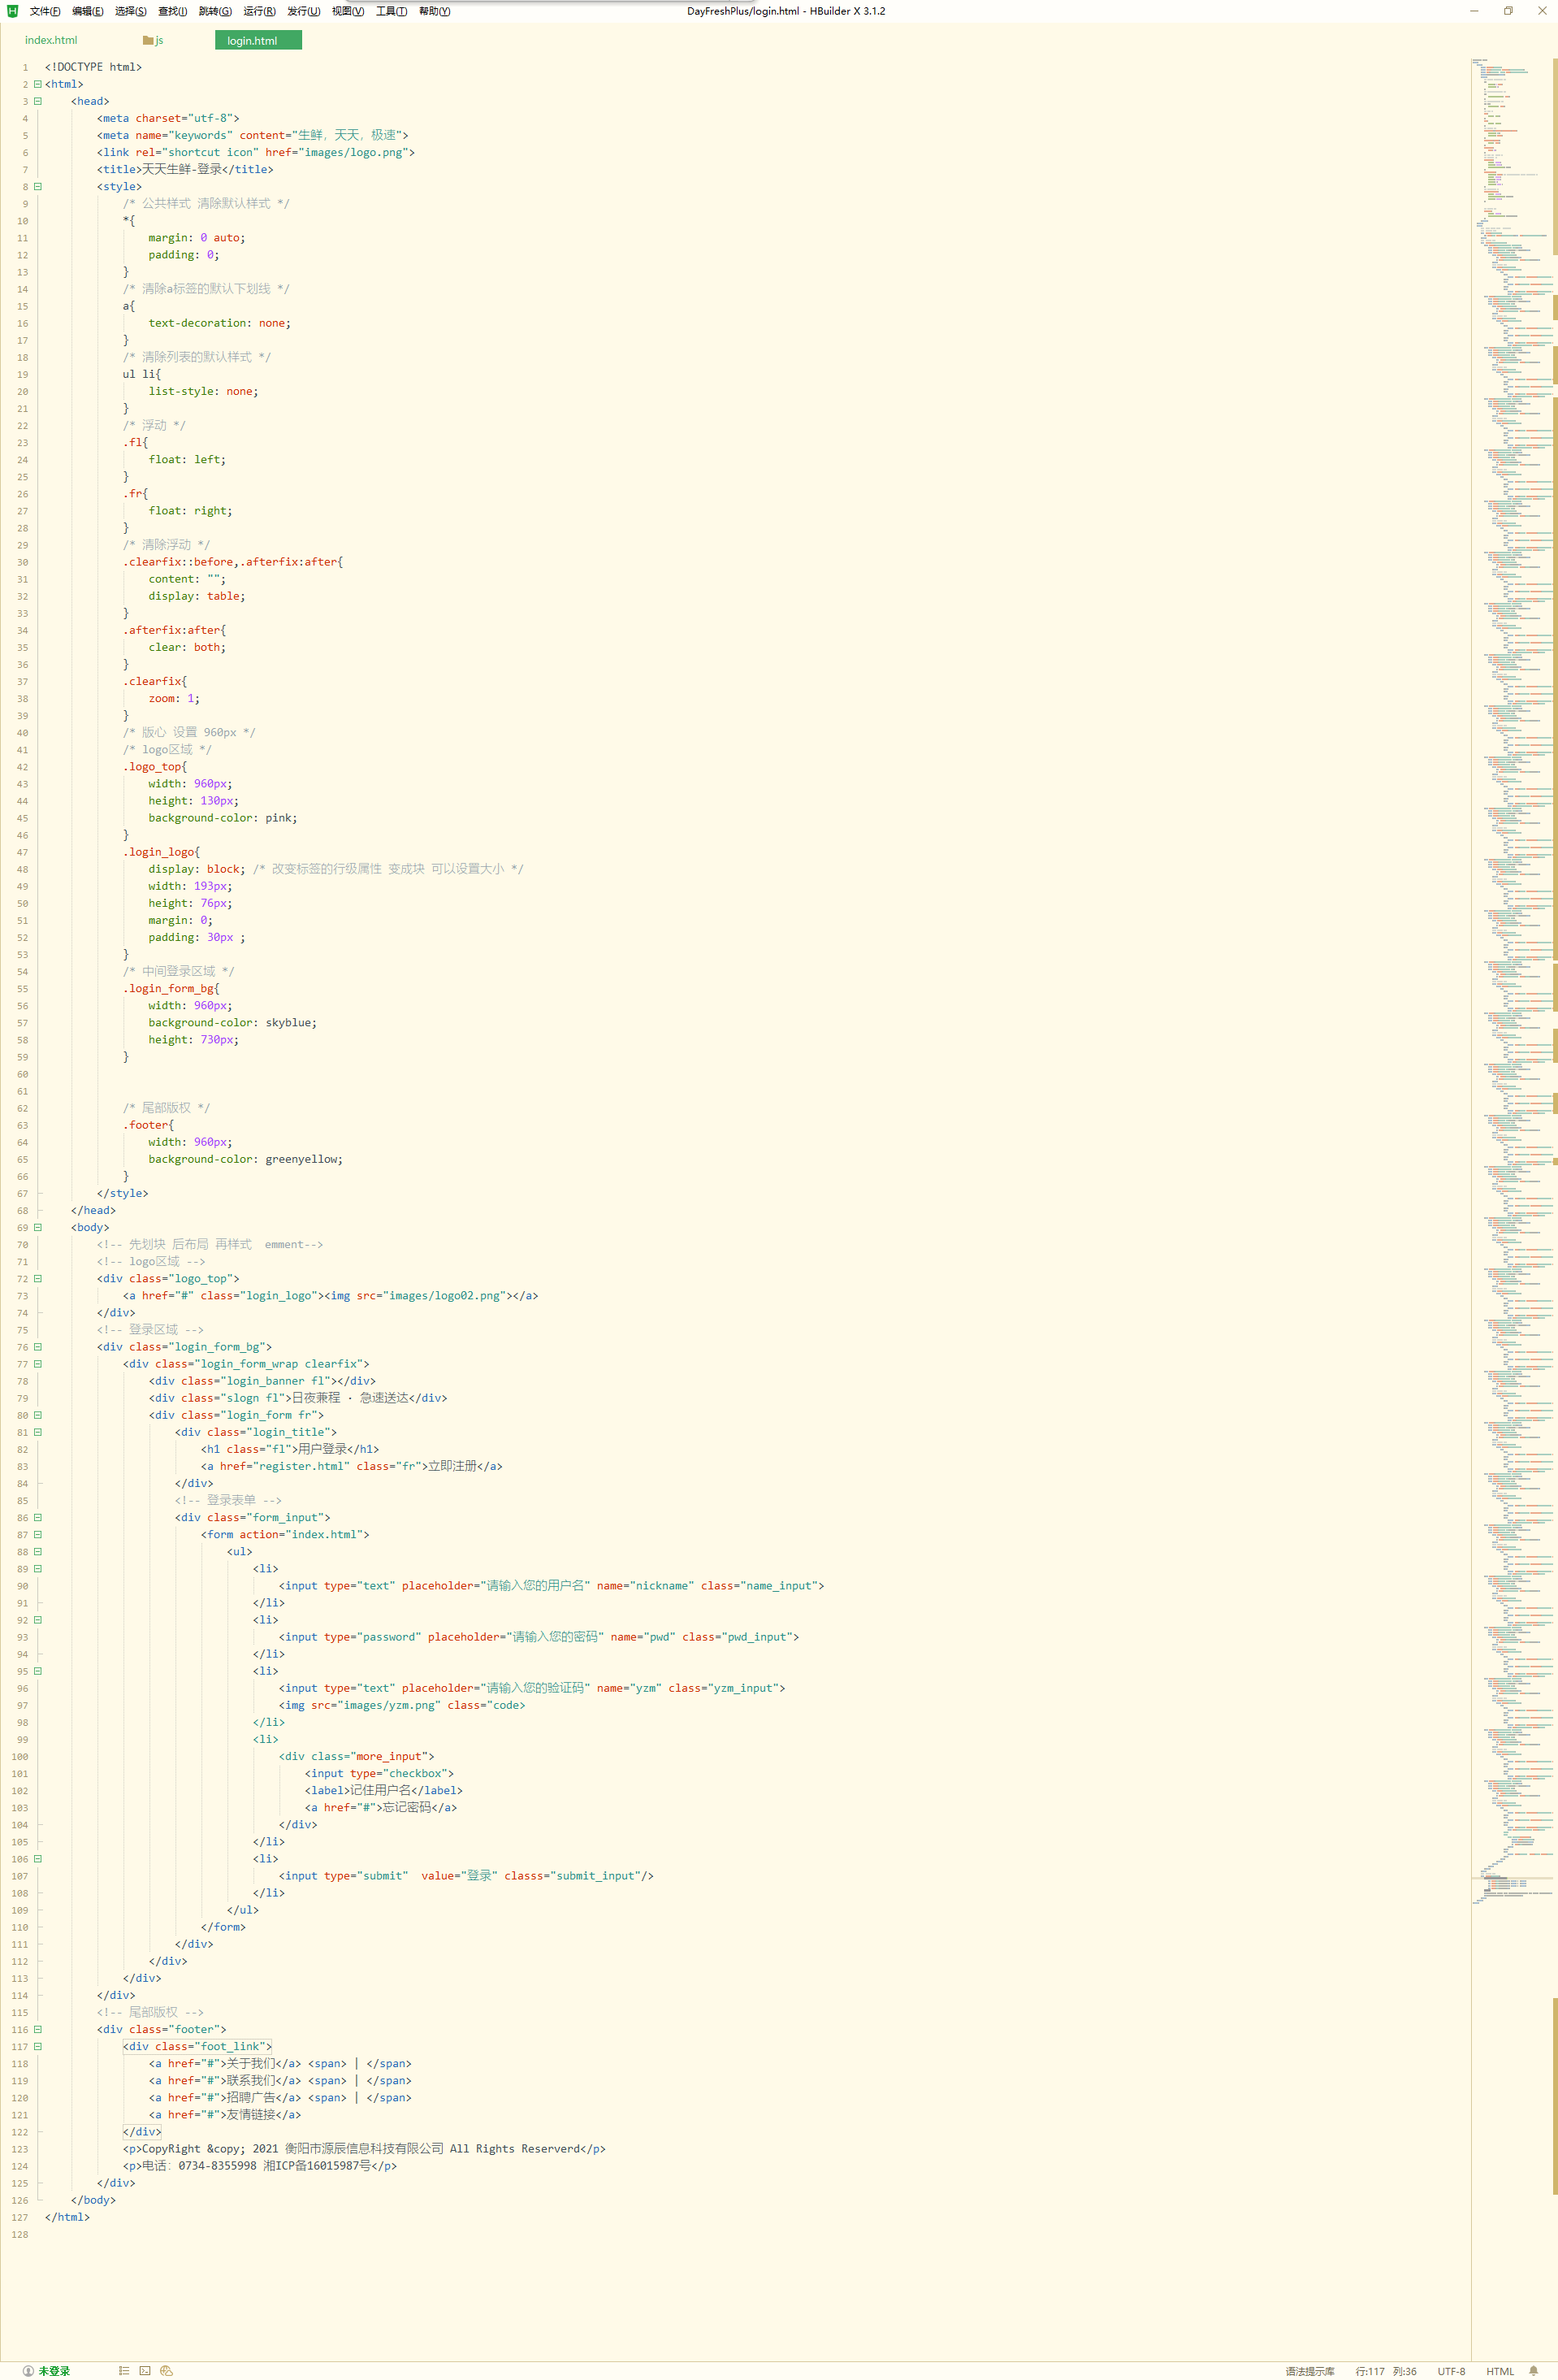 文件(F) 编辑(E) 选择(S) 查找(I) 跳转(G) 运行(R) 发行(U) 视图(V) 工具(T) 帮助(Y) DayFreshPlus/login.html - HBuilder X 3.1.2
index.html js login.html
1 <!DOCTYPE html>
2 <html>
3 <head>
4 <meta charset="utf-8">
5 <meta name="keywords" content="生鲜，天天，极速">
6 <link rel="shortcut icon" href="images/logo.png">
7 <title>天天生鲜-登录</title>
8 <style>
9 /* 公共样式 清除默认样式 */
10 *{
11 margin: 0 auto;
12 padding: 0;
13 }
14 /* 清除a标签的默认下划线 */
15 a{
16 text-decoration: none;
17 }
18 /* 清除列表的默认样式 */
19 ul li{
20 list-style: none;
21 }
22 /* 浮动 */
23 .fl{
24 float: left;
25 }
26 .fr{
27 float: right;
28 }
29 /* 清除浮动 */
30 .clearfix::before,.afterfix:after{
31 content: "";
32 display: table;
33 }
34 .afterfix:after{
35 clear: both;
36 }
37 .clearfix{
38 zoom: 1;
39 }
40 /* 版心 设置 960px */
41 /* logo区域 */
42 .logo_top{
43 width: 960px;
44 height: 130px;
45 background-color: pink;
46 }
47 .login_logo{
48 display: block; /* 改变标签的行级属性 变成块 可以设置大小 */
49 width: 193px;
50 height: 76px;
51 margin: 0;
52 padding: 30px ;
53 }
54 /* 中间登录区域 */
55 .login_form_bg{
56 width: 960px;
57 background-color: skyblue;
58 height: 730px;
59 }
60
61
62 /* 尾部版权 */
63 .footer{
64 width: 960px;
65 background-color: greenyellow;
66 }
67 </style>
68 </head>
69 <body>
70 <!-- 先划块 后布局 再样式  emment-->
71 <!-- logo区域 -->
72 <div class="logo_top">
73 <a href="#" class="login_logo"><img src="images/logo02.png"></a>
74 </div>
75 <!-- 登录区域 -->
76 <div class="login_form_bg">
77 <div class="login_form_wrap clearfix">
78 <div class="login_banner fl"></div>
79 <div class="slogn fl">日夜兼程 · 急速送达</div>
80 <div class="login_form fr">
81 <div class="login_title">
82 <h1 class="fl">用户登录</h1>
83 <a href="register.html" class="fr">立即注册</a>
84 </div>
85 <!-- 登录表单 -->
86 <div class="form_input">
87 <form action="index.html">
88 <ul>
89 <li>
90 <input type="text" placeholder="请输入您的用户名" name="nickname" class="name_input">
91 </li>
92 <li>
93 <input type="password" placeholder="请输入您的密码" name="pwd" class="pwd_input">
94 </li>
95 <li>
96 <input type="text" placeholder="请输入您的验证码" name="yzm" class="yzm_input">
97 <img src="images/yzm.png" class="code>
98 </li>
99 <li>
100 <div class="more_input">
101 <input type="checkbox">
102 <label>记住用户名</label>
103 <a href="#">忘记密码</a>
104 </div>
105 </li>
106 <li>
107 <input type="submit"  value="登录" classs="submit_input"/>
108 </li>
109 </ul>
110 </form>
111 </div>
112 </div>
113 </div>
114 </div>
115 <!-- 尾部版权 -->
116 <div class="footer">
117 <div class="foot_link">
118 <a href="#">关于我们</a> <span> | </span>
119 <a href="#">联系我们</a> <span> | </span>
120 <a href="#">招聘广告</a> <span> | </span>
121 <a href="#">友情链接</a>
122 </div>
123 <p>CopyRight &copy; 2021 衡阳市源辰信息科技有限公司 All Rights Reserverd</p>
124 <p>电话：0734-8355998 湘ICP备16015987号</p>
125 </div>
126 </body>
127 </html>
128
未登录 语法提示库 行:117 列:36 UTF-8 HTML